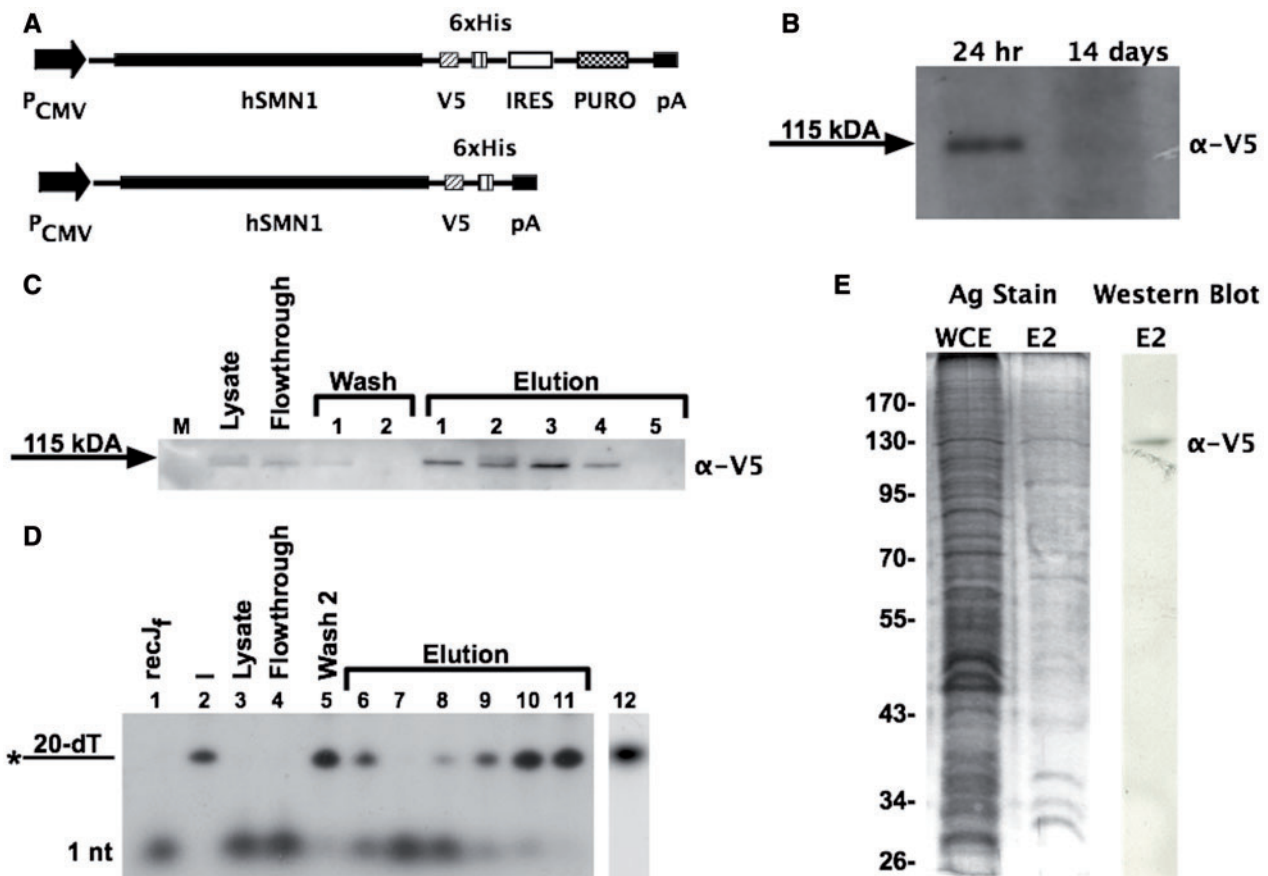 A
6xHis
PCMV hSMN1 V5 IRES PURO pA
6xHis
PCMV hSMN1 V5 pA
B
24 hr 14 days
115 kDA α-V5
C
Lysate Flowthrough Wash Elution
M 1 2 1 2 3 4 5
115 kDA α-V5
D
recJf – Lysate Flowthrough Wash 2 Elution
1 2 3 4 5 6 7 8 9 10 11 12
* 20-dT
1 nt
E
Ag Stain Western Blot
WCE E2 E2
170-
130- α-V5
95-
70-
55-
43-
34-
26-